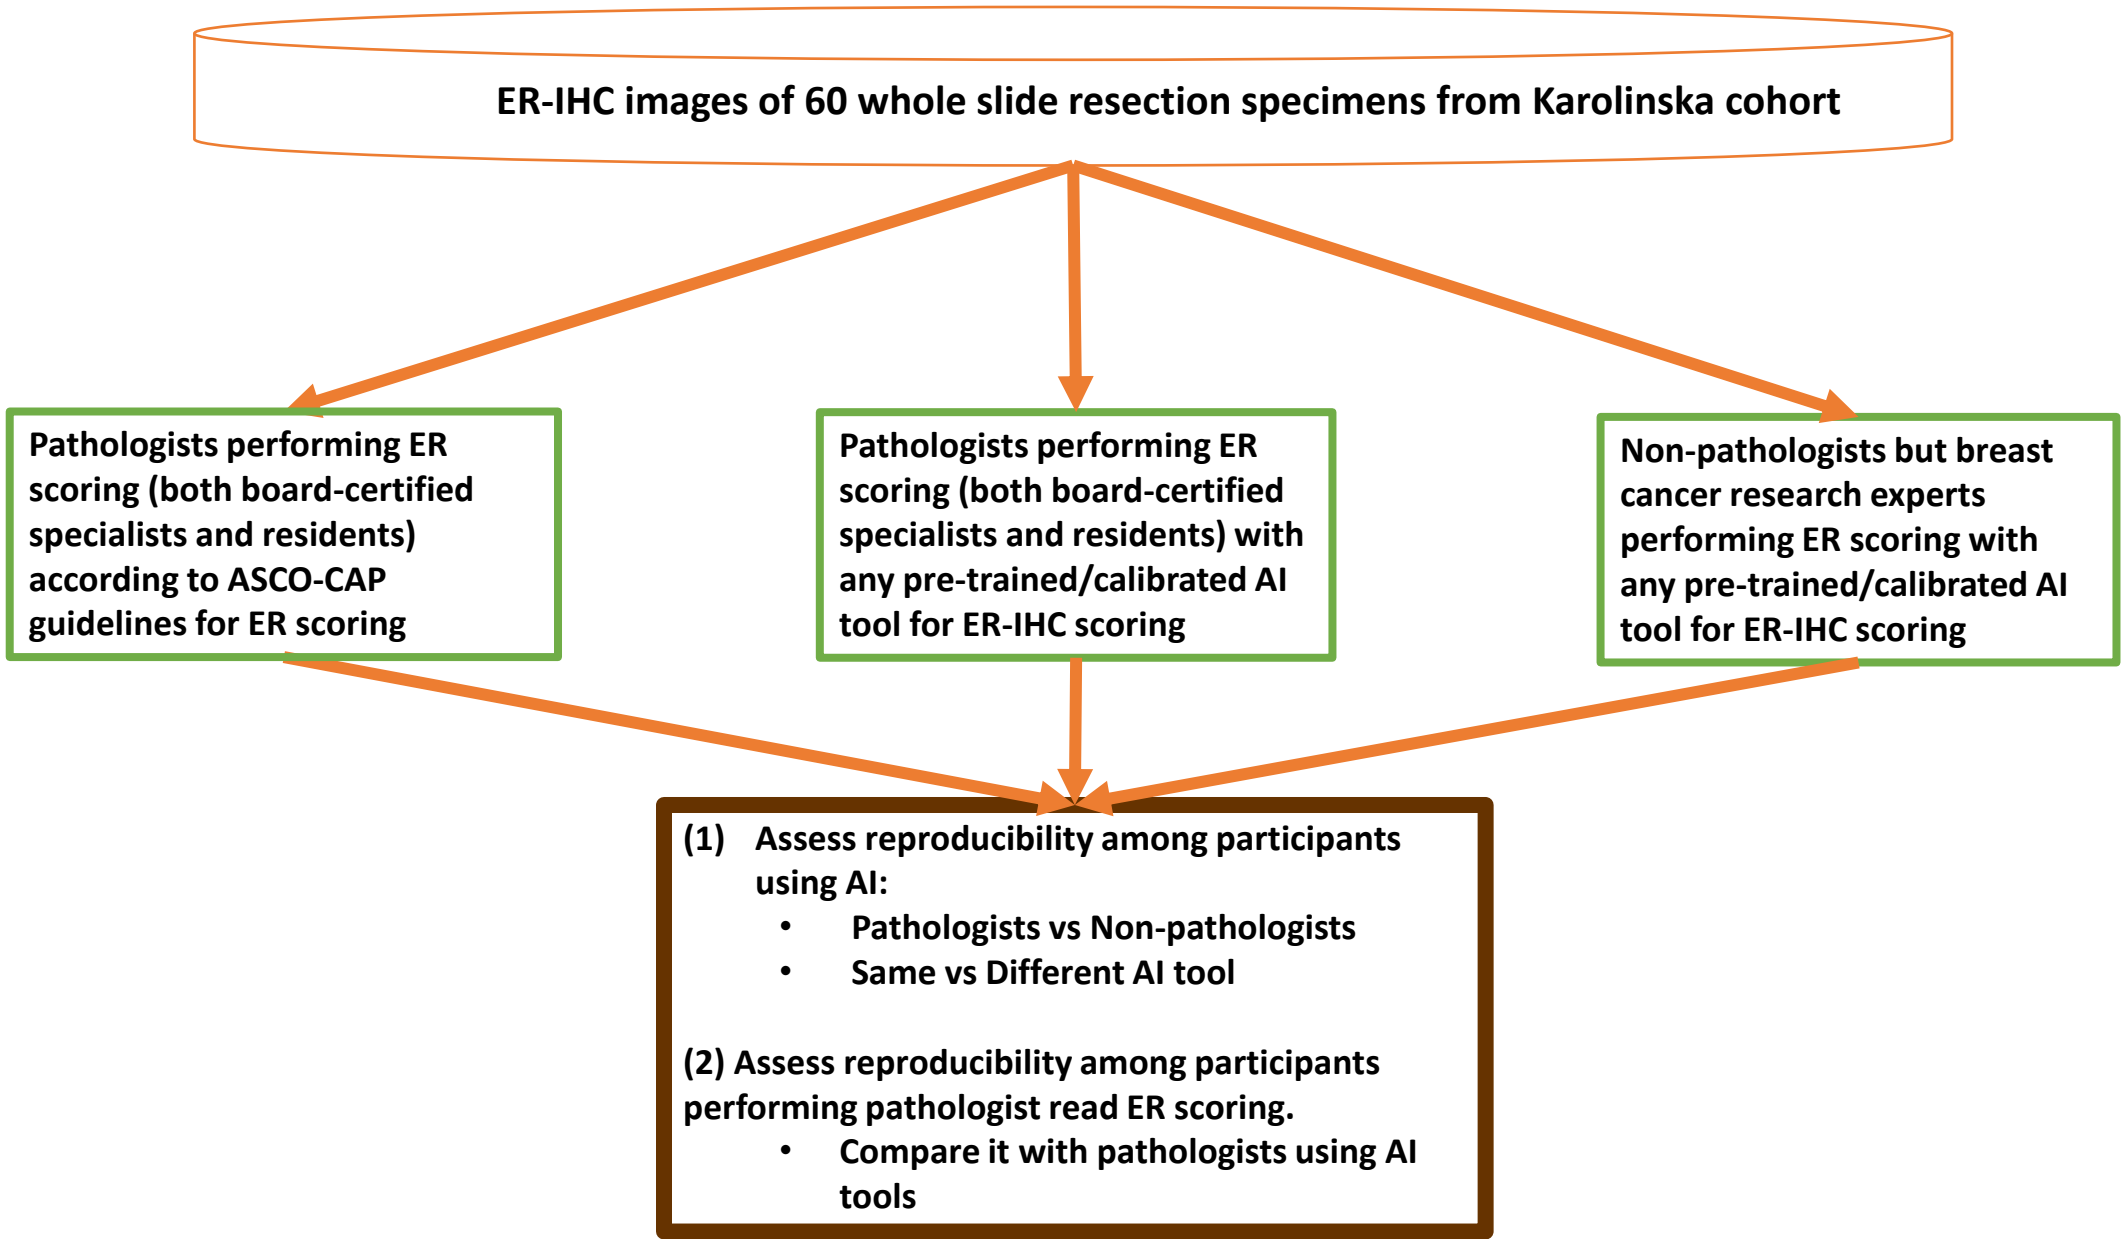 ER-IHC images of 60 whole slide resection specimens from Karolinska cohort
Pathologists performing ER
scoring (both board-certified
specialists and residents)
according to ASCO-CAP
guidelines for ER scoring
Pathologists performing ER
scoring (both board-certified
specialists and residents) with
any pre-trained/calibrated AI
tool for ER-IHC scoring
Non-pathologists but breast
cancer research experts
performing ER scoring with
any pre-trained/calibrated AI
tool for ER-IHC scoring
(1) Assess reproducibility among participants
using AI:
• Pathologists vs Non-pathologists
• Same vs Different AI tool
(2) Assess reproducibility among participants
performing pathologist read ER scoring.
• Compare it with pathologists using AI
tools